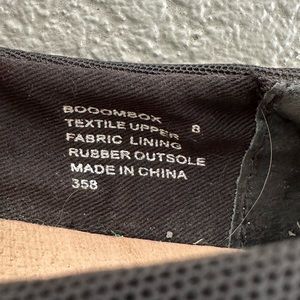 BOOOMBOX 8
TEXTILE UPPER
FABRIC LINING
RUBBER OUTSOLE
MADE IN CHINA
358